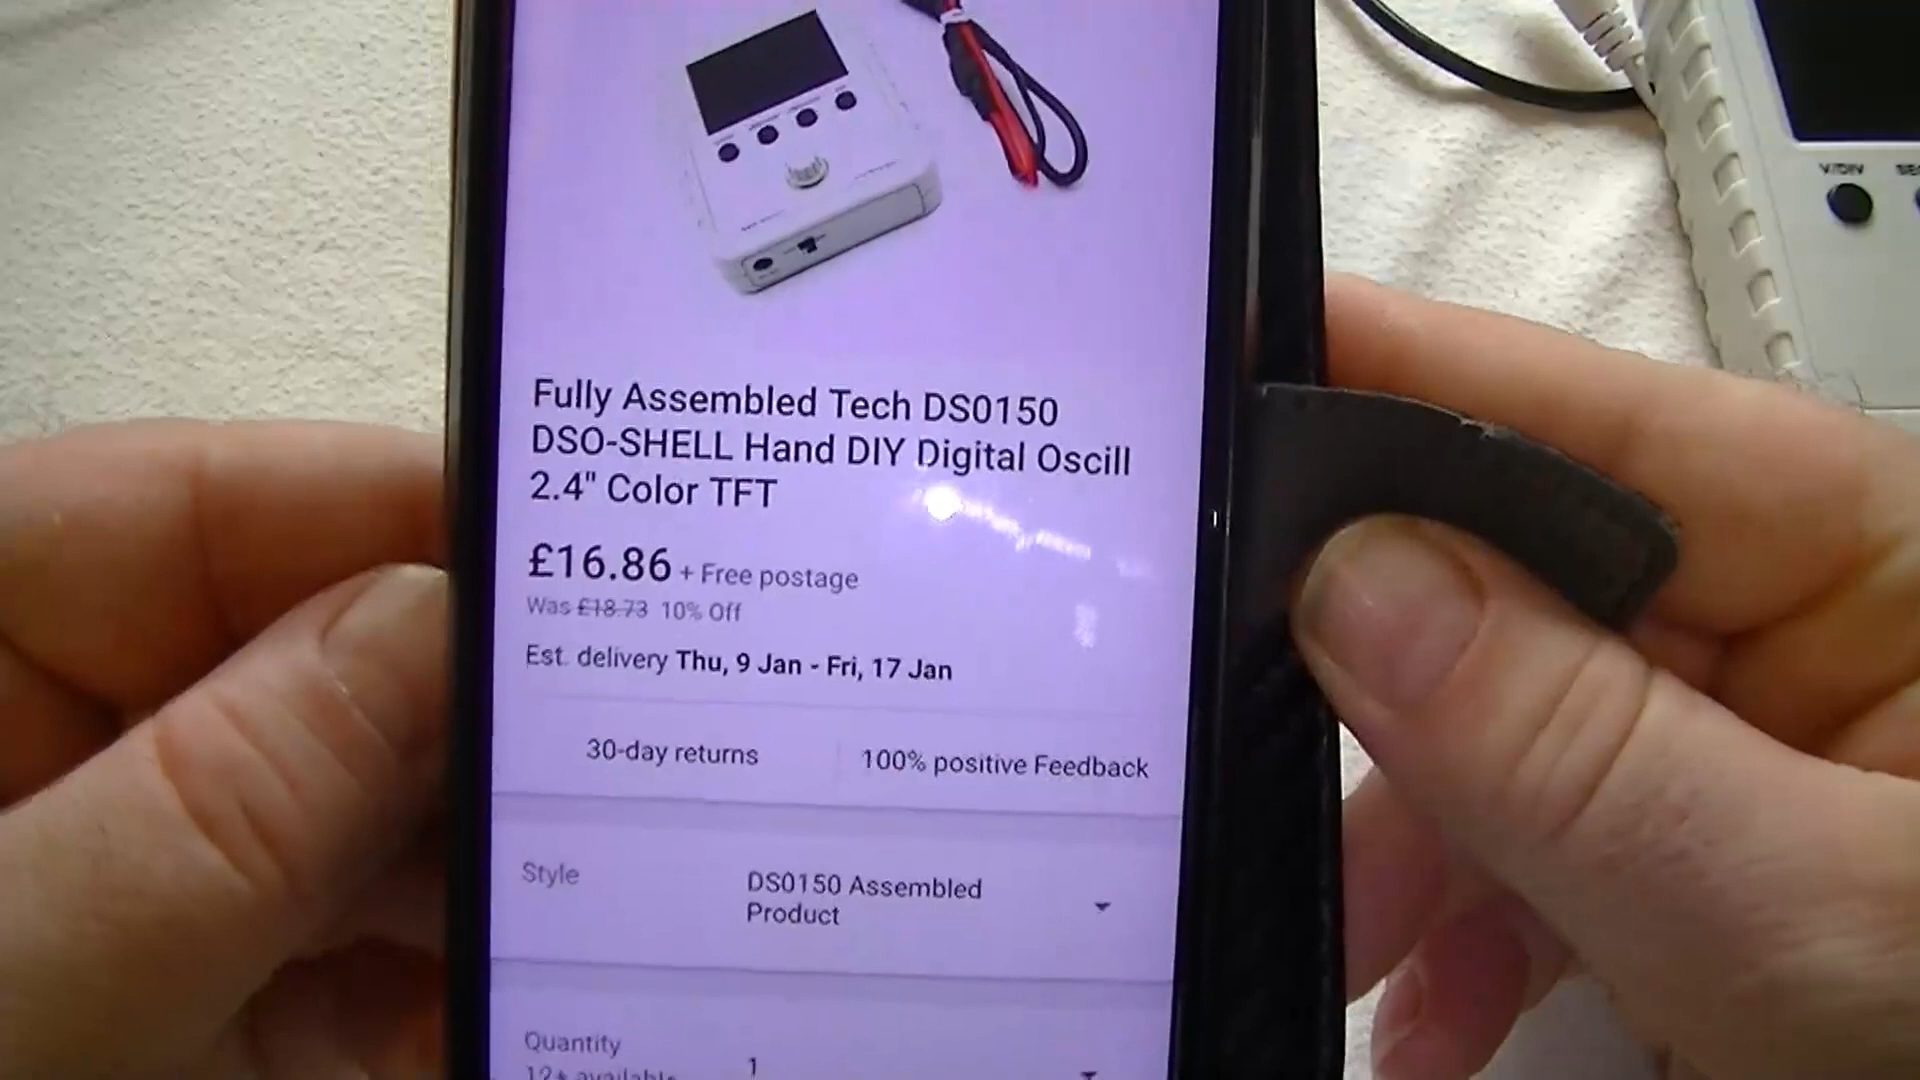 Fully Assembled Tech DS0150
DSO-SHELL Hand DIY Digital Oscill
2.4" Color TFT
£16.86 + Free postage
Was £18.73 10% Off
Est. delivery Thu, 9 Jan - Fri, 17 Jan
30-day returns
100% positive Feedback
Style
DS0150 Assembled
Product
Quantity
1
12+ available
V/DIV